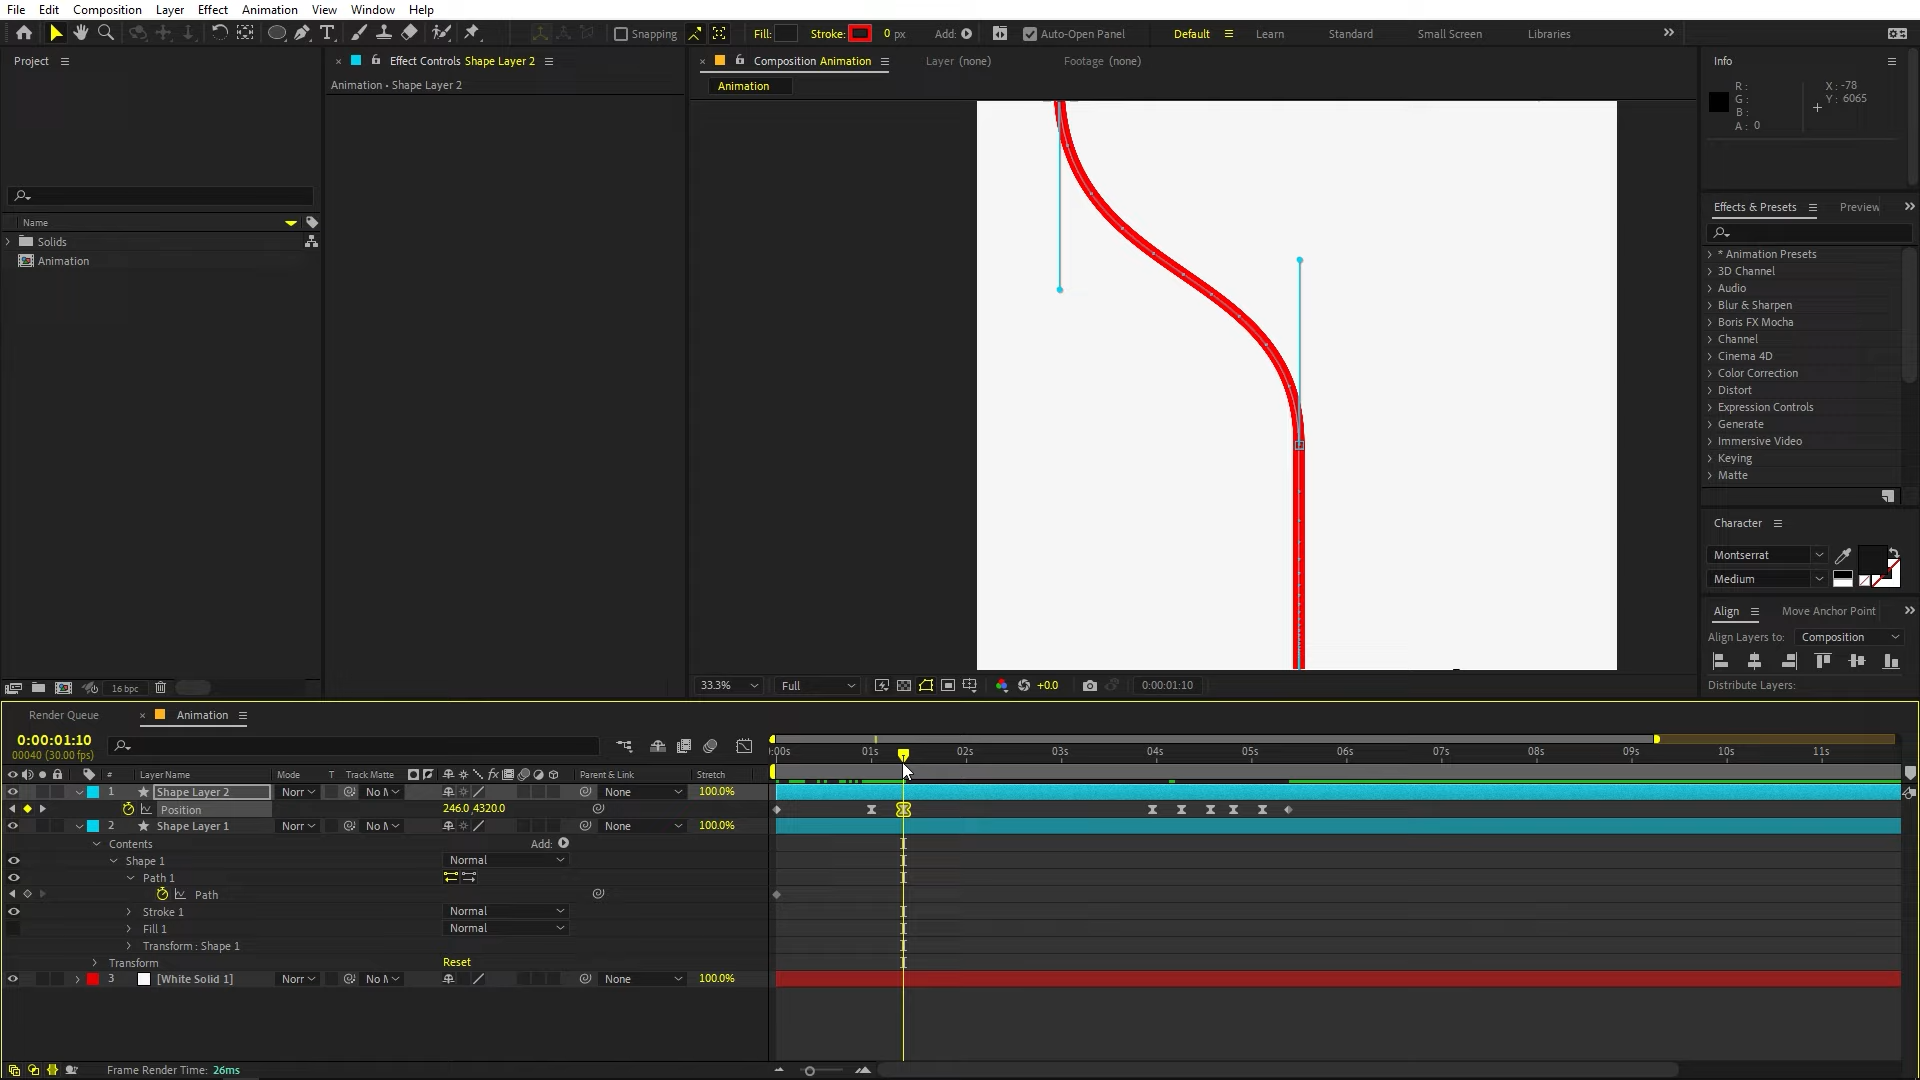 File Edit Composition Layer Effect Animation View Window Help
Snapping Fill: Stroke: 0 px Add: Auto-Open Panel Default Learn Standard Small Screen Libraries
Project
Effect Controls Shape Layer 2
Animation • Shape Layer 2
Composition Animation Layer (none) Footage (none)
Animation
Info
R: X: -78
G: Y: 6065
B:
A: 0
Name
Solids
Animation
Effects & Presets Preview
* Animation Presets
3D Channel
Audio
Blur & Sharpen
Boris FX Mocha
Channel
Cinema 4D
Color Correction
Distort
Expression Controls
Generate
Immersive Video
Keying
Matte
Character
Montserrat
Medium
Align Move Anchor Point
Align Layers to: Composition
Distribute Layers:
16 bpc
33.3% Full +0.0 0:00:01:10
Render Queue Animation
0:00:01:10
00040 (30.00 fps)
:00s 01s 02s 03s 04s 05s 06s 07s 08s 09s 10s 11s
# Layer Name Mode T Track Matte Parent & Link Stretch
1 Shape Layer 2 Norr No M None 100.0%
Position 246.0, 4320.0
2 Shape Layer 1 Norr No M None 100.0%
Contents Add:
Shape 1 Normal
Path 1
Path
Stroke 1 Normal
Fill 1 Normal
Transform : Shape 1
Transform Reset
3 [White Solid 1] Norr No M None 100.0%
Frame Render Time: 26ms